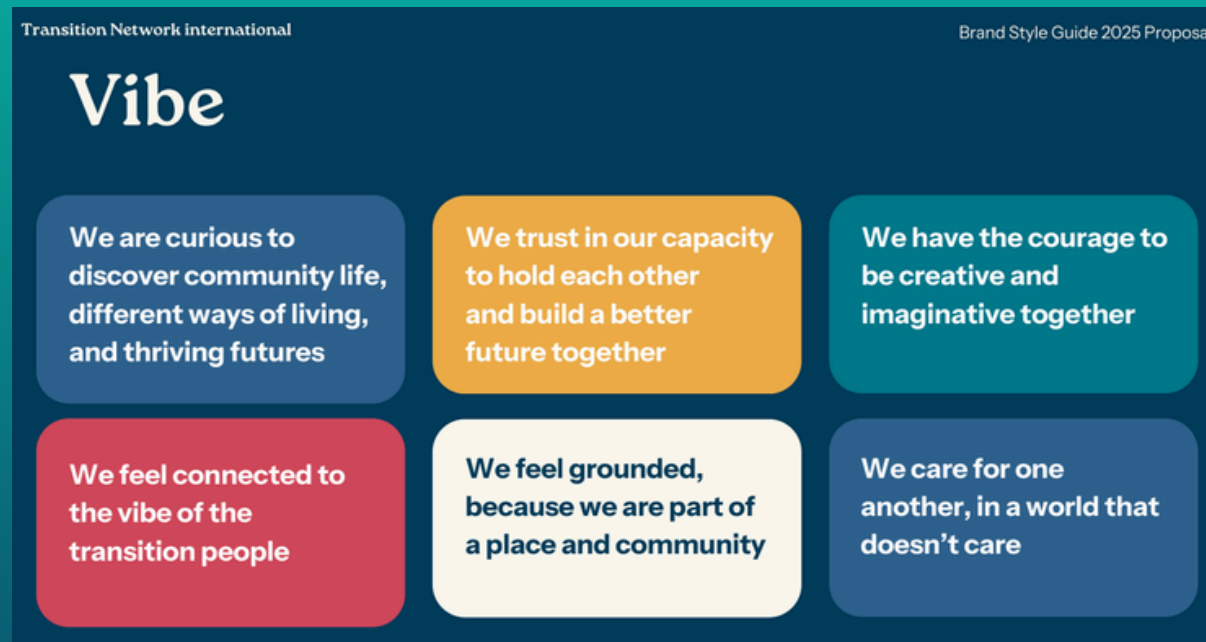 Transition Network international
Brand Style Guide 2025 Proposa
Vibe
We are curious to
discover community life,
different ways of living,
and thriving futures
We trust in our capacity
to hold each other
and build a better
future together
We have the courage to
be creative and
imaginative together
We feel connected to
the vibe of the
transition people
We feel grounded,
because we are part of
a place and community
We care for one
another, in a world that
doesn’t care